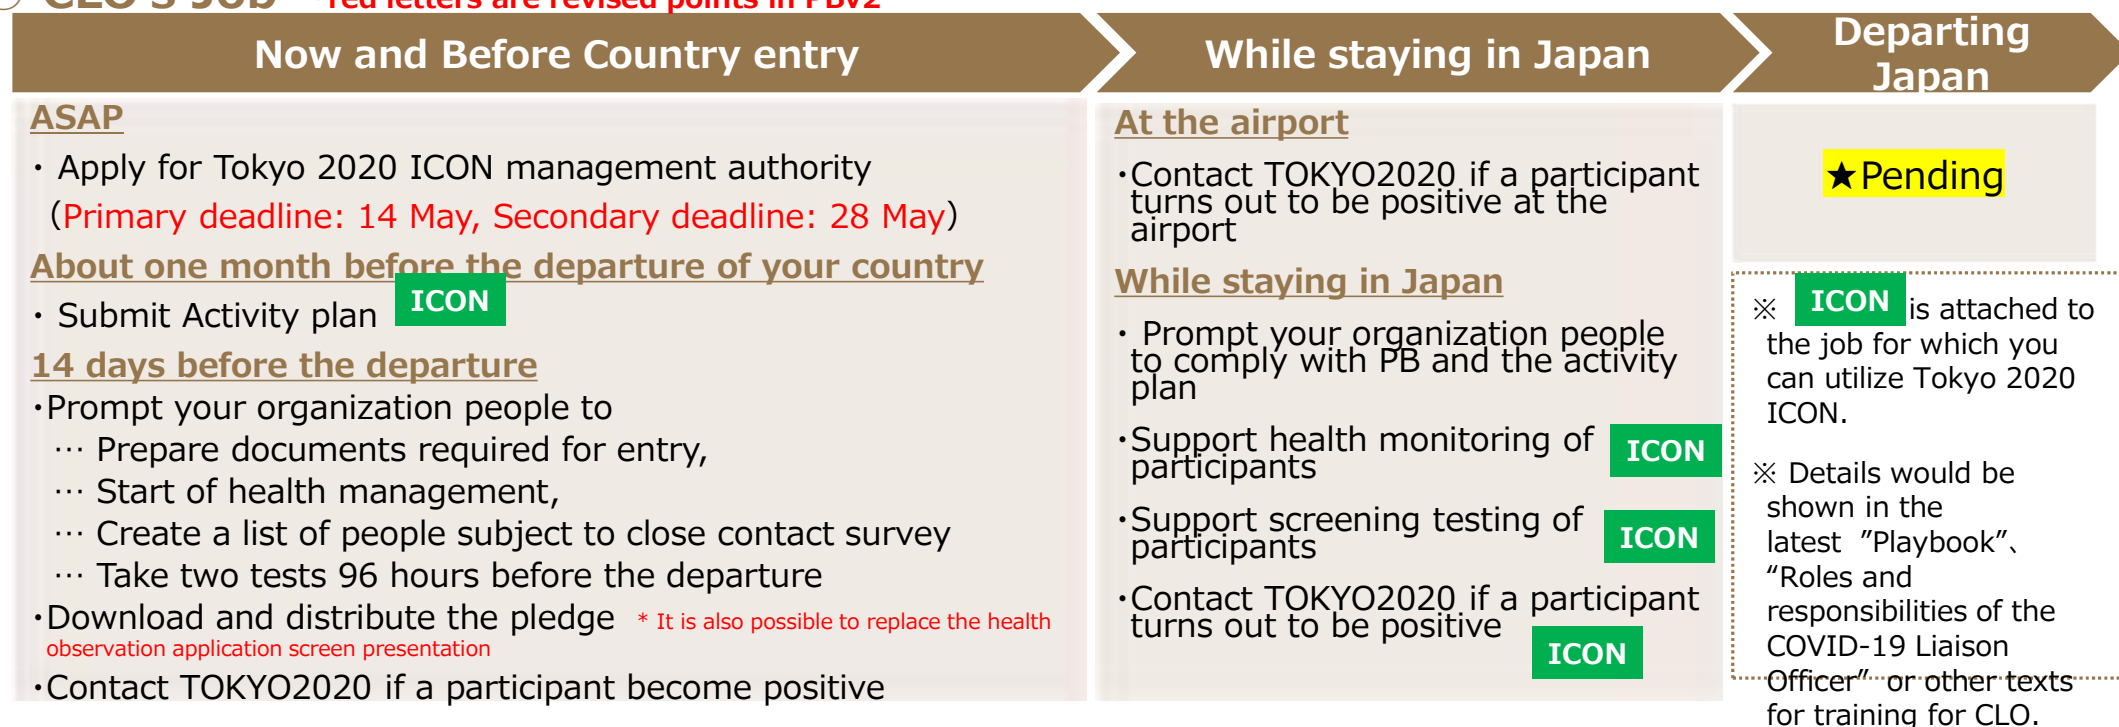 CLO's Job *red letters are revised points in PBv2
Now and Before Country entry
ASAP
・ Apply for Tokyo 2020 ICON management authority
（Primary deadline: 14 May, Secondary deadline: 28 May）
About one month before the departure of your country
・ Submit Activity plan ICON
14 days before the departure
・Prompt your organization people to
… Prepare documents required for entry,
… Start of health management,
… Create a list of people subject to close contact survey
… Take two tests 96 hours before the departure
・Download and distribute the pledge * It is also possible to replace the health
observation application screen presentation
・Contact TOKYO2020 if a participant become positive
While staying in Japan
At the airport
・Contact TOKYO2020 if a participant
turns out to be positive at the
airport
While staying in Japan
・ Prompt your organization people
to comply with PB and the activity
plan
・Support health monitoring of
participants ICON
・Support screening testing of
participants ICON
・Contact TOKYO2020 if a participant
turns out to be positive
ICON
Departing
Japan
★Pending
※ ICON is attached to
the job for which you
can utilize Tokyo 2020
ICON.
※ Details would be
shown in the
latest ”Playbook”、
“Roles and
responsibilities of the
COVID-19 Liaison
Officer” or other texts
for training for CLO.